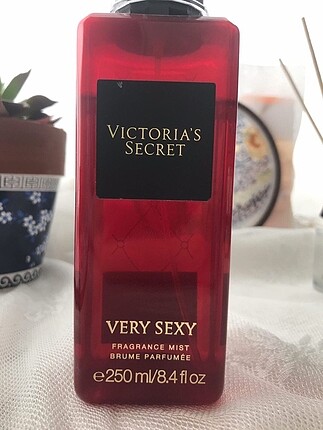 VICTORIA'S
SECRET
VERY SEXY
FRAGRANCE MIST
BRUME PARFUMÉE
℮250 ml/8.4 fl oz